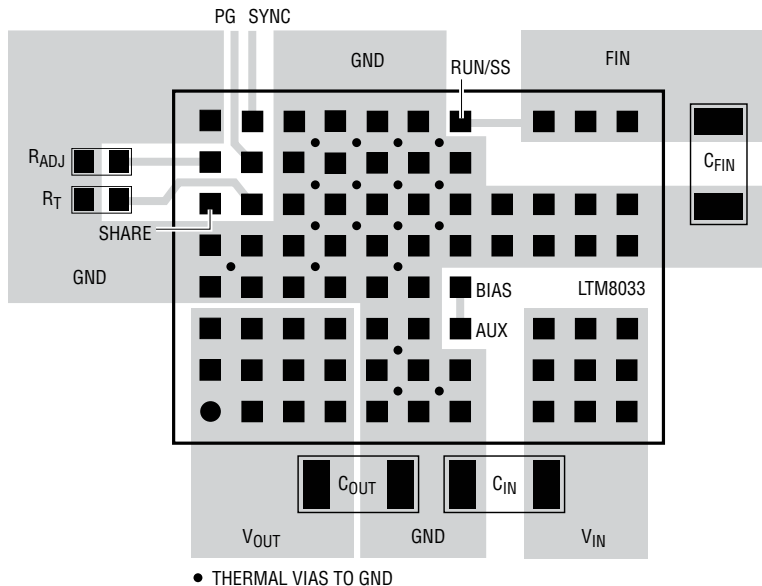 PG SYNC
GND
RUN/SS
FIN
RADJ
CFIN
RT
SHARE
GND
BIAS
LTM8033
AUX
COUT
CIN
VOUT
GND
VIN
THERMAL VIAS TO GND